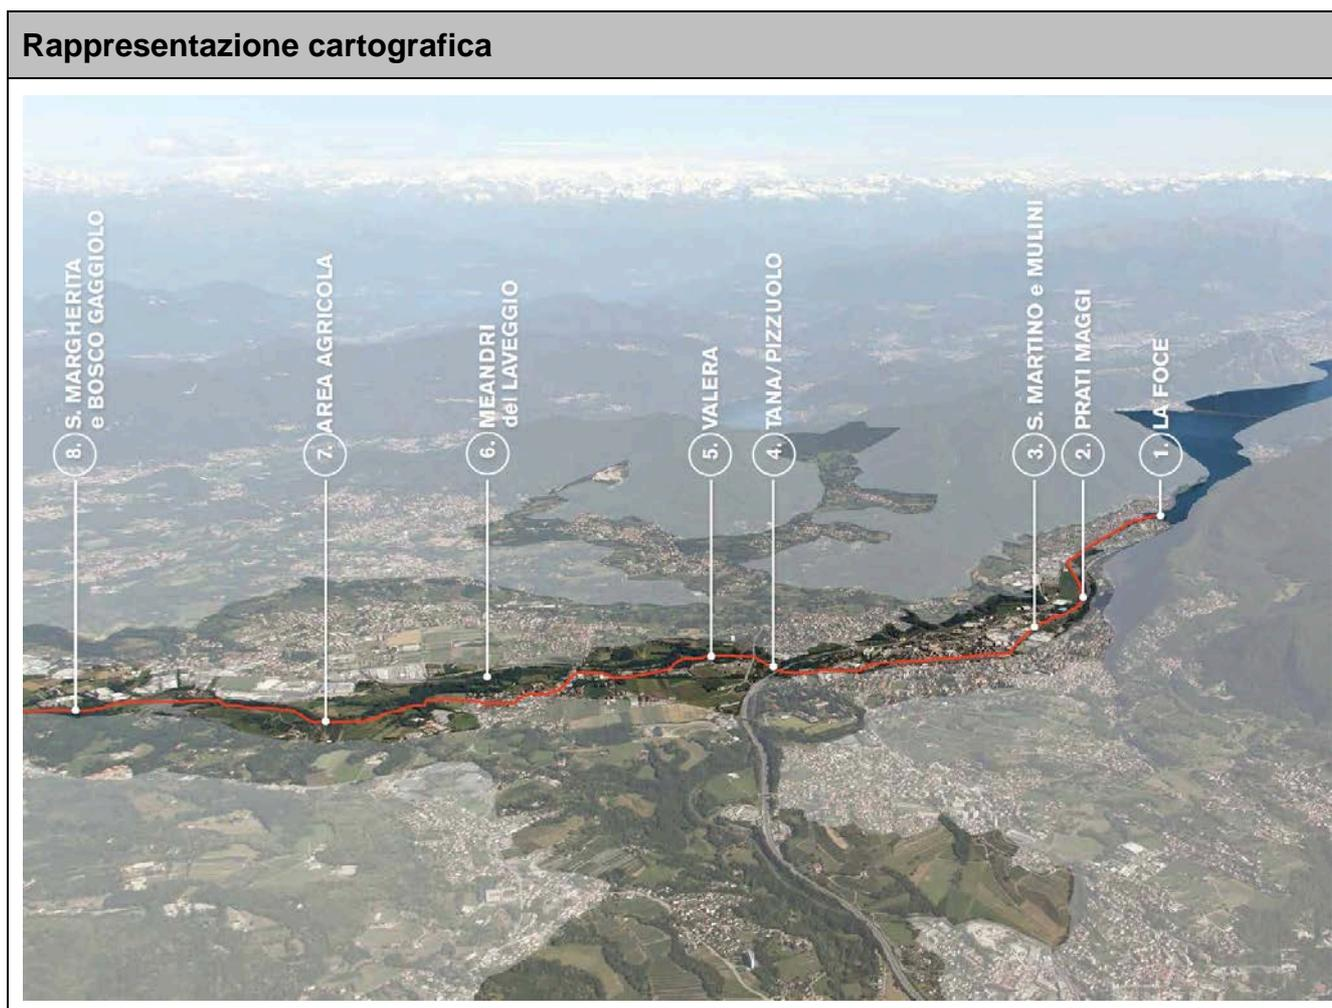 Rappresentazione cartografica
8. S. MARGHERITA
e BOSCO GAGGIOLO
7. AREA AGRICOLA
6. MEANDRI
del LAVEGGIO
5. VALERA
4. TANA/PIZZUOLO
3. S. MARTINO e MULINI
2. PRATI MAGGI
1. LA FOCE